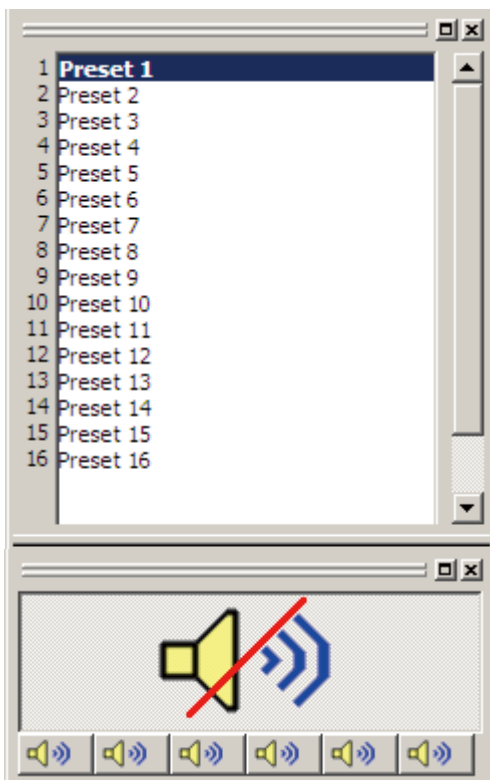 1 Preset 1
2 Preset 2
3 Preset 3
4 Preset 4
5 Preset 5
6 Preset 6
7 Preset 7
8 Preset 8
9 Preset 9
10 Preset 10
11 Preset 11
12 Preset 12
13 Preset 13
14 Preset 14
15 Preset 15
16 Preset 16